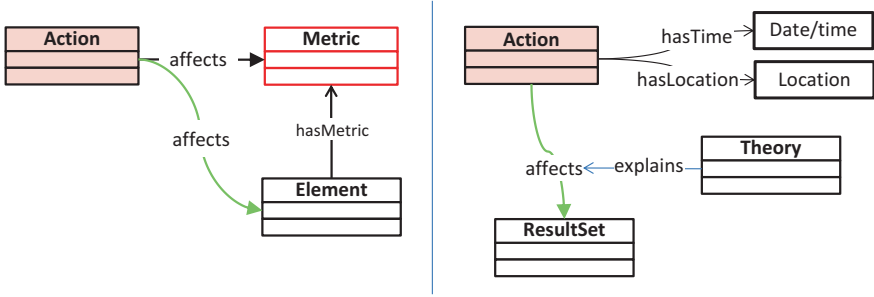 Action
Metric
affects
affects
hasMetric
Element
Action
hasTime
Date/time
hasLocation
Location
affects
explains
Theory
ResultSet